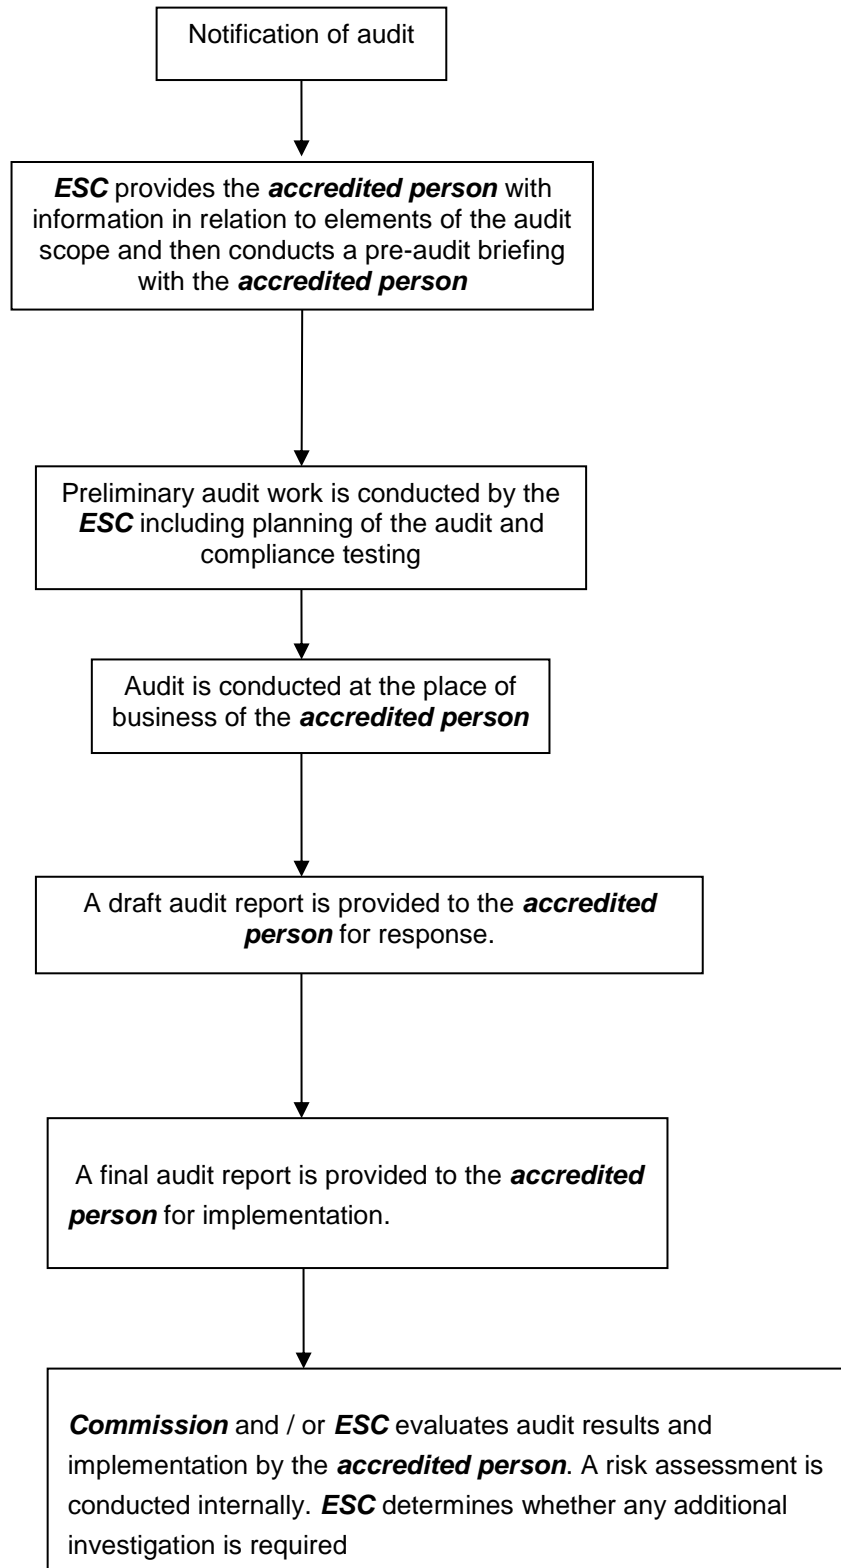 Notification of audit
ESC provides the accredited person with
information in relation to elements of the audit
scope and then conducts a pre-audit briefing
with the accredited person
Preliminary audit work is conducted by the
ESC including planning of the audit and
compliance testing
Audit is conducted at the place of
business of the accredited person
A draft audit report is provided to the accredited
person for response.
A final audit report is provided to the accredited
person for implementation.
Commission and / or ESC evaluates audit results and
implementation by the accredited person. A risk assessment is
conducted internally. ESC determines whether any additional
investigation is required